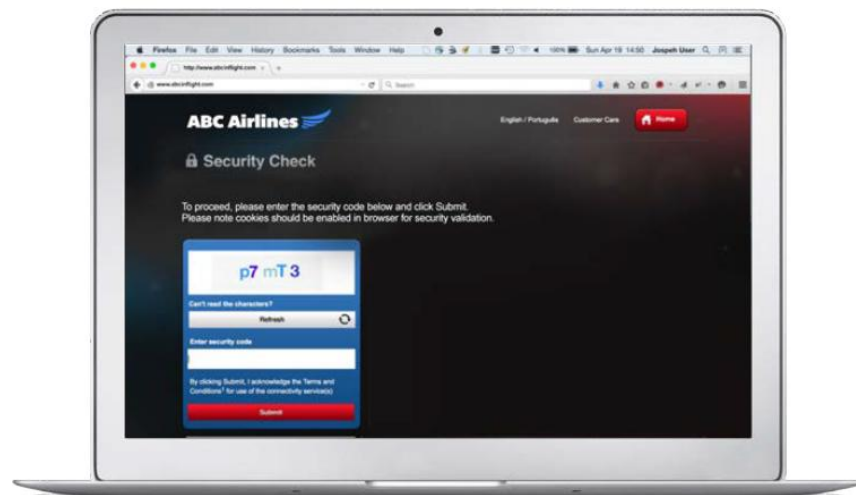 Firefox File Edit View History Bookmarks Tools Window Help 100% Sun Apr 19 14:50 Jospeh User
http://www.abcinflight.com
www.abcinflight.com Search
ABC Airlines
English / Português Customer Care Home
Security Check
To proceed, please enter the security code below and click Submit.
Please note cookies should be enabled in browser for security validation.
p7 mT 3
Can't read the characters?
Refresh
Enter security code
By clicking Submit, I acknowledge the Terms and
Conditions¹ for use of the connectivity service(s)
Submit